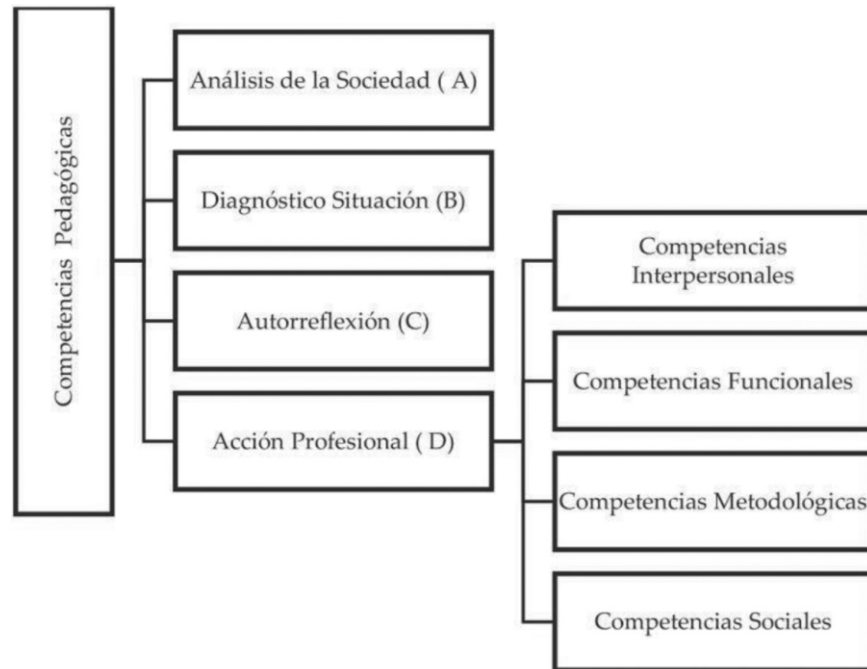 Competencias Pedagógicas
Análisis de la Sociedad ( A)
Diagnóstico Situación (B)
Autorreflexión (C)
Acción Profesional ( D)
Competencias
Interpersonales
Competencias Funcionales
Competencias Metodológicas
Competencias Sociales